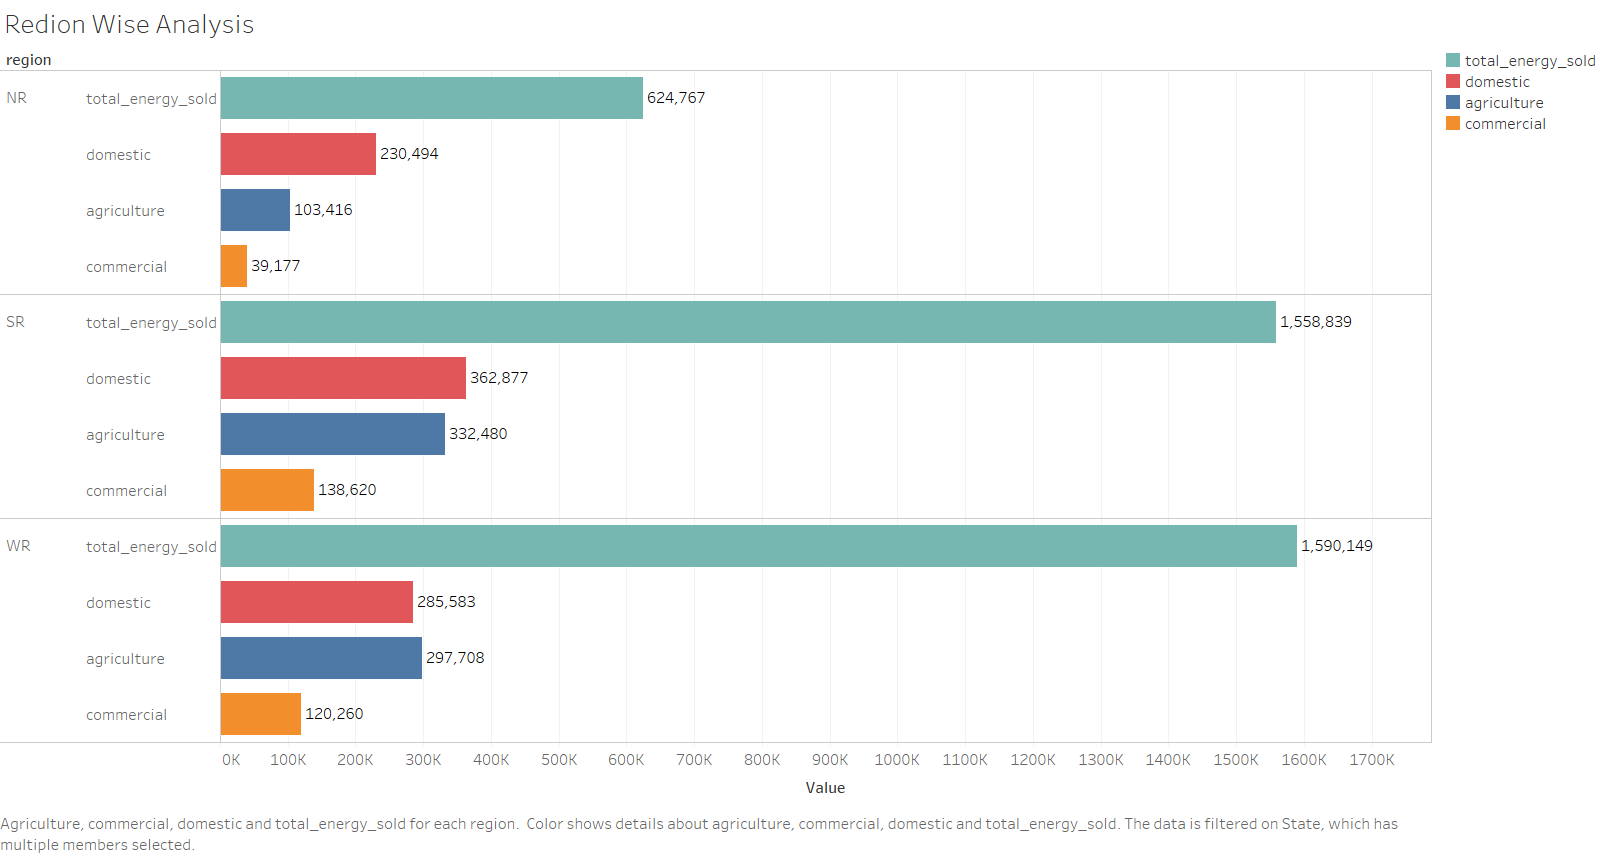 Redion Wise Analysis
region
total_energy_sold
domestic
agriculture
commercial
NR
total_energy_sold 624,767
domestic 230,494
agriculture 103,416
commercial 39,177
SR
total_energy_sold 1,558,839
domestic 362,877
agriculture 332,480
commercial 138,620
WR
total_energy_sold 1,590,149
domestic 285,583
agriculture 297,708
commercial 120,260
0K 100K 200K 300K 400K 500K 600K 700K 800K 900K 1000K 1100K 1200K 1300K 1400K 1500K 1600K 1700K
Value
Agriculture, commercial, domestic and total_energy_sold for each region. Color shows details about agriculture, commercial, domestic and total_energy_sold. The data is filtered on State, which has
multiple members selected.